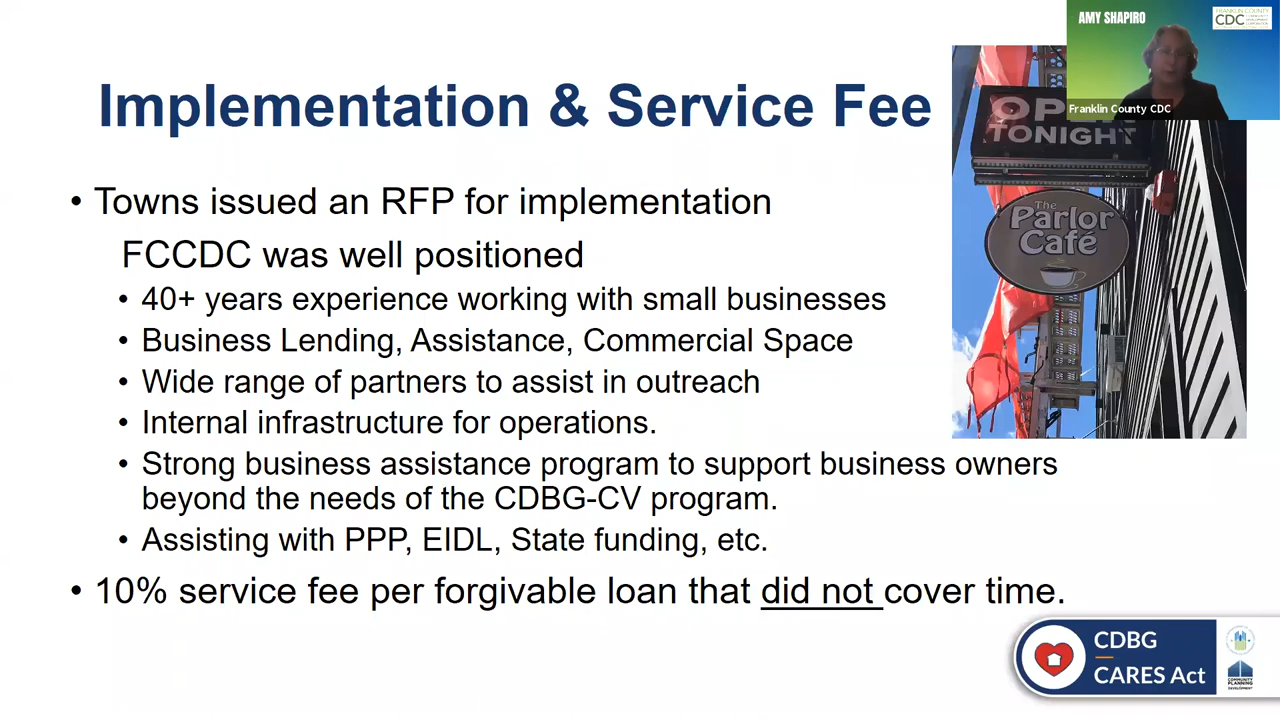 AMY SHAPIRO
FRANKLIN COUNTY
CDC
Franklin County CDC
Implementation & Service Fee
TONIGHT
The
Parlor
Café
• Towns issued an RFP for implementation
FCCDC was well positioned
• 40+ years experience working with small businesses
• Business Lending, Assistance, Commercial Space
• Wide range of partners to assist in outreach
• Internal infrastructure for operations.
• Strong business assistance program to support business owners
beyond the needs of the CDBG-CV program.
• Assisting with PPP, EIDL, State funding, etc.
• 10% service fee per forgivable loan that did not cover time.
CDBG
CARES Act
COMMUNITY
PLANNING
DEVELOPMENT